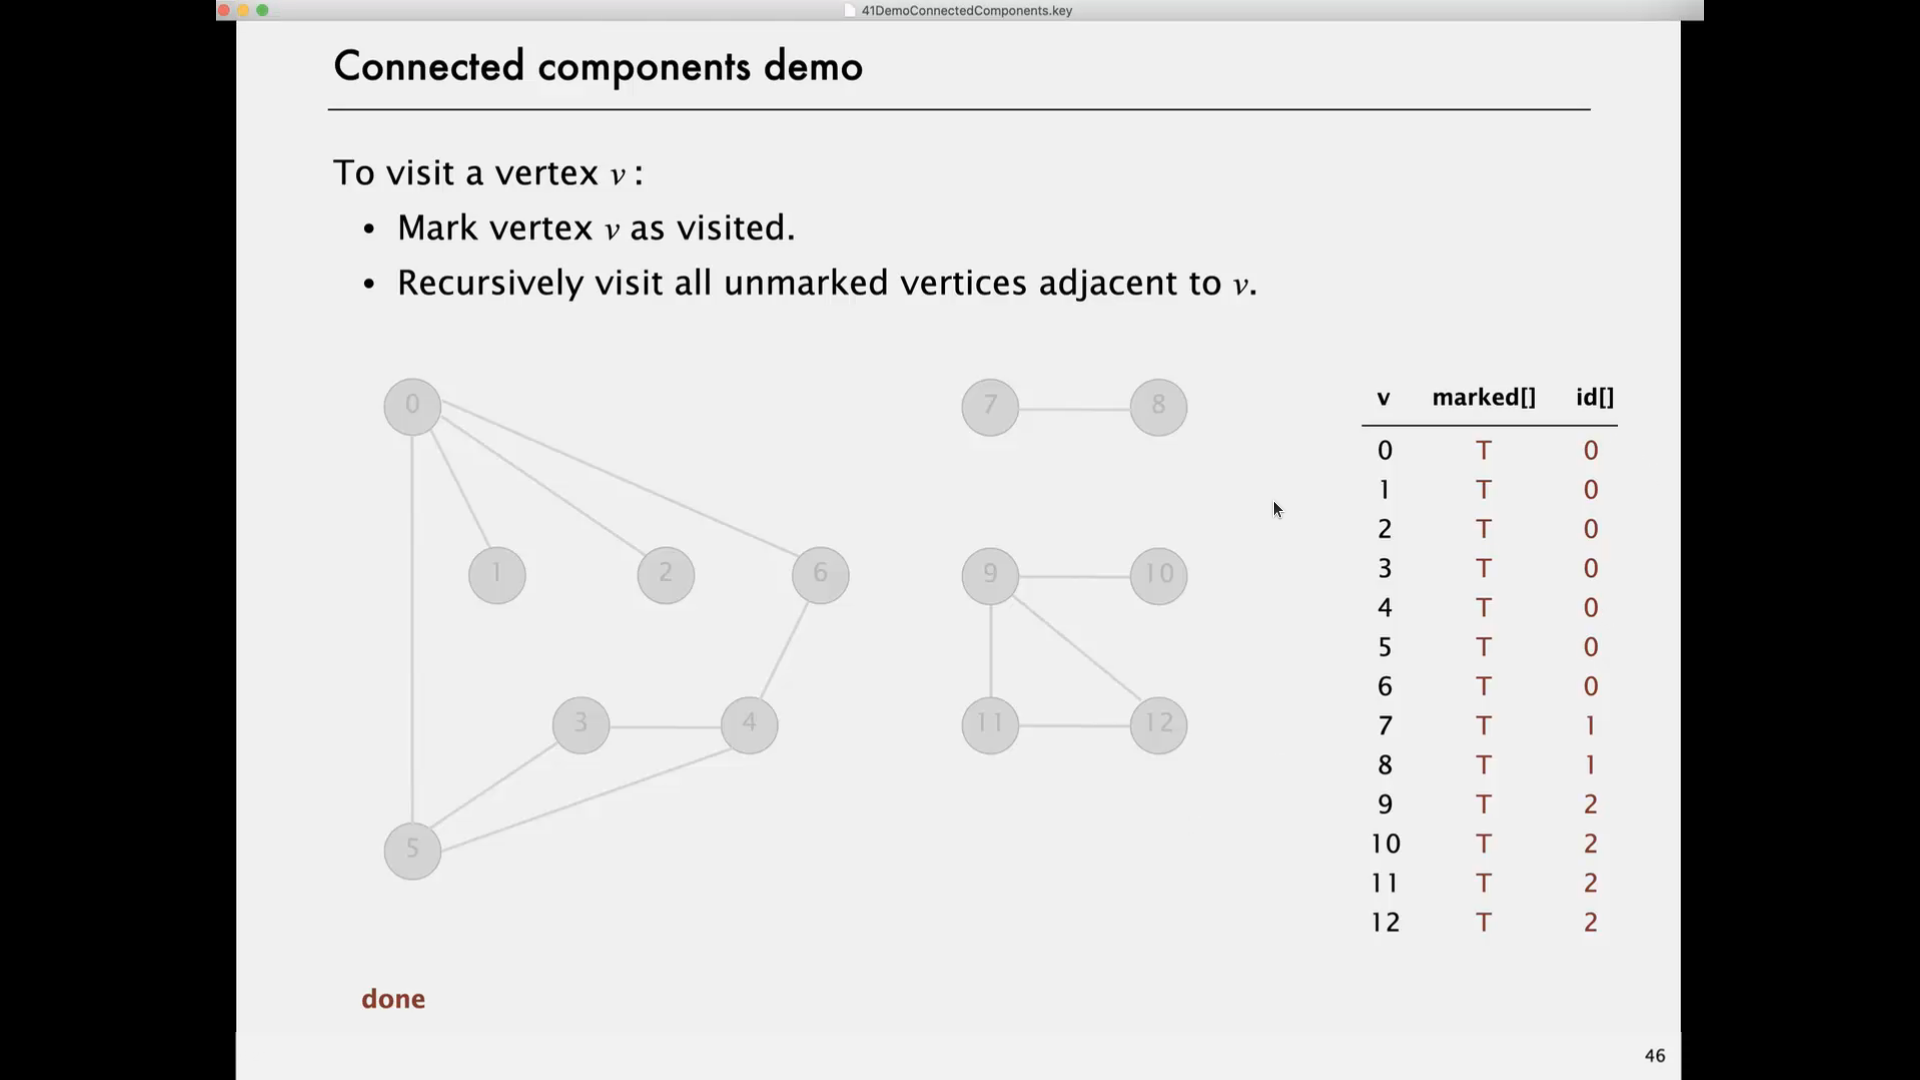 41DemoConnectedComponents.key
Connected components demo
To visit a vertex v :
• Mark vertex v as visited.
• Recursively visit all unmarked vertices adjacent to v.
0
7
8
1
2
6
9
10
3
4
11
12
5
v marked[] id[]
0 T 0
1 T 0
2 T 0
3 T 0
4 T 0
5 T 0
6 T 0
7 T 1
8 T 1
9 T 2
10 T 2
11 T 2
12 T 2
done
46